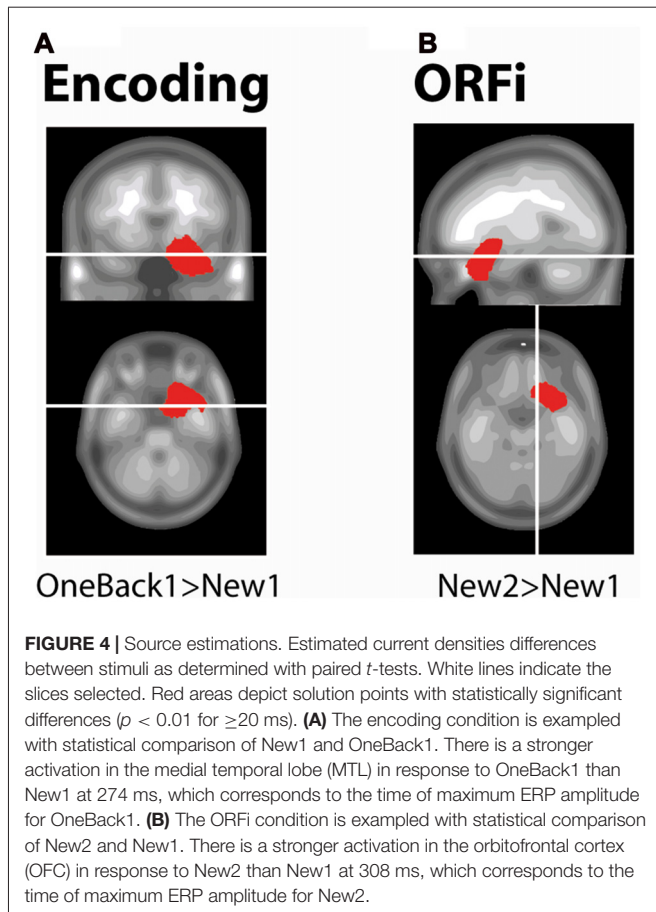 A
B
Encoding
ORFi
OneBack1>New1
New2>New1
FIGURE 4 | Source estimations. Estimated current densities differences
between stimuli as determined with paired t-tests. White lines indicate the
slices selected. Red areas depict solution points with statistically significant
differences (p < 0.01 for ≥20 ms). (A) The encoding condition is exampled
with statistical comparison of New1 and OneBack1. There is a stronger
activation in the medial temporal lobe (MTL) in response to OneBack1 than
New1 at 274 ms, which corresponds to the time of maximum ERP amplitude
for OneBack1. (B) The ORFi condition is exampled with statistical comparison
of New2 and New1. There is a stronger activation in the orbitofrontal cortex
(OFC) in response to New2 than New1 at 308 ms, which corresponds to the
time of maximum ERP amplitude for New2.